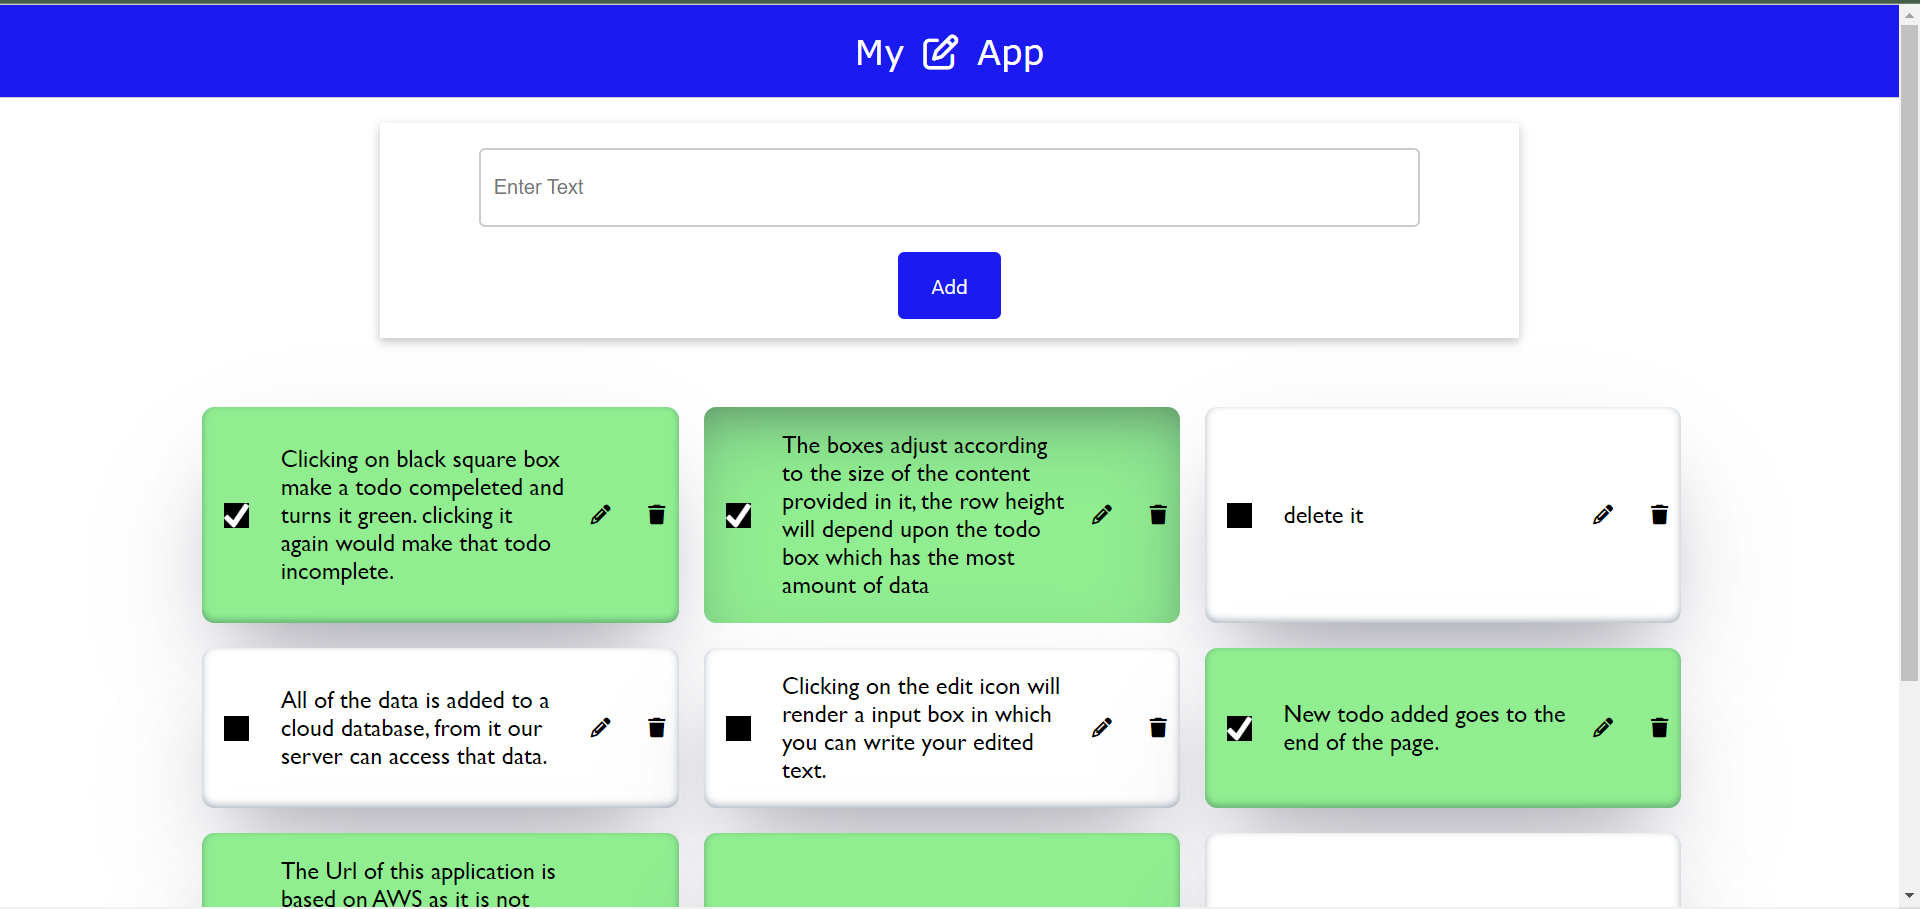 My App
Enter Text
Add
Clicking on black square box
make a todo compeleted and
turns it green. clicking it
again would make that todo
incomplete.
The boxes adjust according
to the size of the content
provided in it, the row height
will depend upon the todo
box which has the most
amount of data
delete it
All of the data is added to a
cloud database, from it our
server can access that data.
Clicking on the edit icon will
render a input box in which
you can write your edited
text.
New todo added goes to the
end of the page.
The Url of this application is
based on AWS as it is not